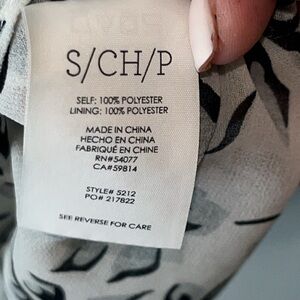 S/CH/P
SELF: 100% POLYESTER
LINING: 100% POLYESTER
MADE IN CHINA
HECHO EN CHINA
FABRIQUÉ EN CHINE
RN#54077
CA#59814
STYLE# 5212
PO# 217822
SEE REVERSE FOR CARE